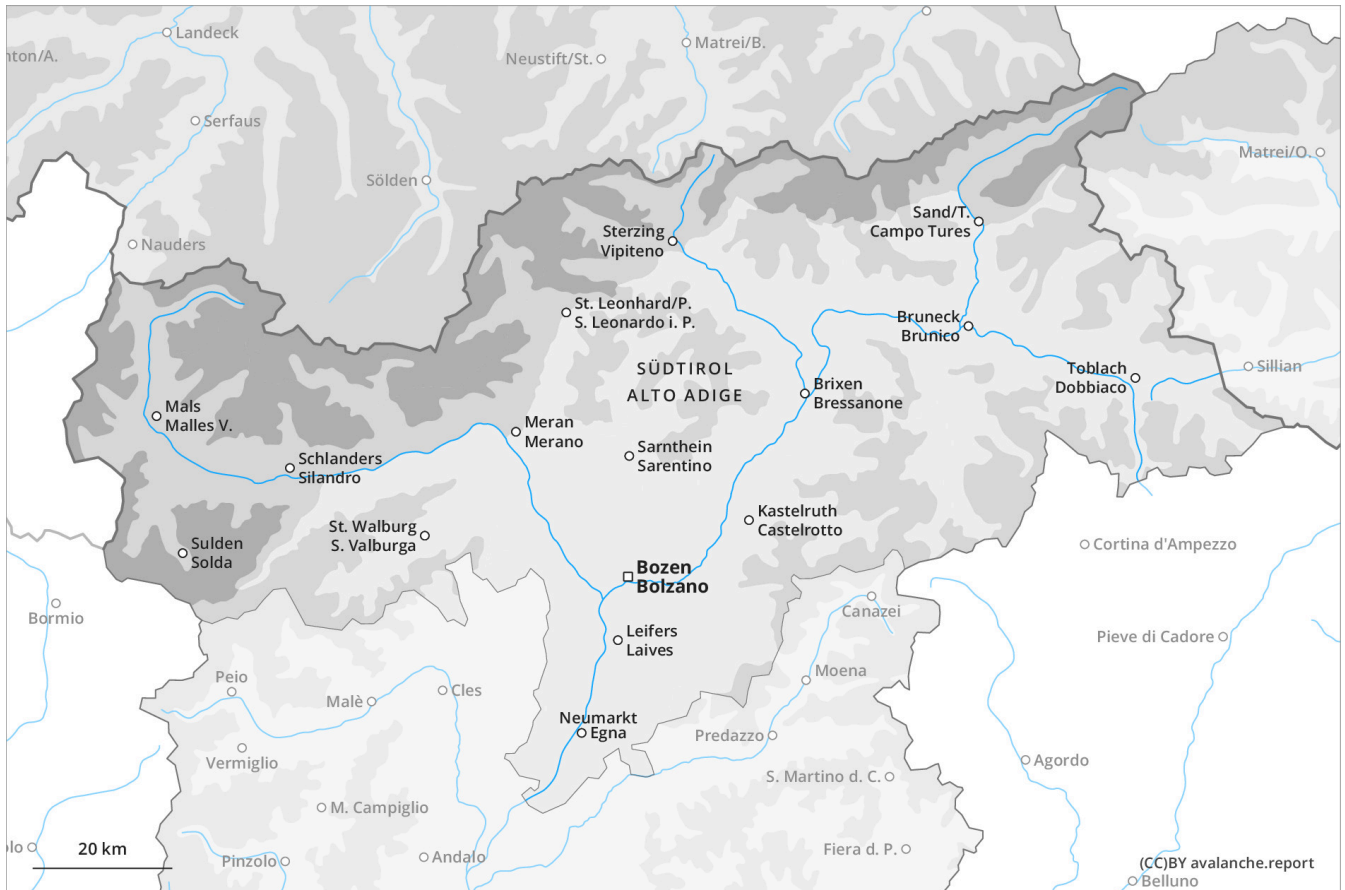 Landeck
Matrei/B.
nton/A.
Neustift/St.
Serfaus
Matrei/O.
Sölden
Sand/T.
Campo Tures
Nauders
Sterzing
Vipiteno
St. Leonhard/P.
S. Leonardo i. P.
Bruneck
Brunico
SÜDTIROL
ALTO ADIGE
Toblach
Dobbiaco
Sillian
Brixen
Bressanone
Mals
Malles V.
Meran
Merano
Sarnthein
Sarentino
Schlanders
Silandro
Kastelruth
Castelrotto
St. Walburg
S. Valburga
Sulden
Solda
Cortina d'Ampezzo
Bozen
Bolzano
Bormio
Canazei
Leifers
Laives
Pieve di Cadore
Peio
Moena
Malè
Cles
Neumarkt
Egna
Predazzo
Vermiglio
Agordo
S. Martino d. C.
M. Campiglio
olo
20 km
Pinzolo
Andalo
Fiera d. P.
(CC)BY avalanche.report
Belluno